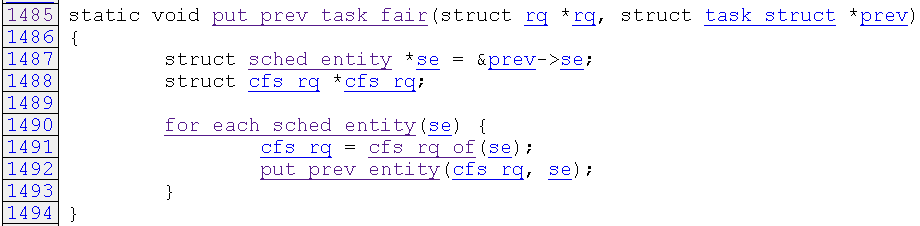 1485 static void put_prev_task_fair(struct rq *rq, struct task_struct *prev)
1486 {
1487         struct sched_entity *se = &prev->se;
1488         struct cfs_rq *cfs_rq;
1489
1490         for_each_sched_entity(se) {
1491                 cfs_rq = cfs_rq_of(se);
1492                 put_prev_entity(cfs_rq, se);
1493         }
1494 }